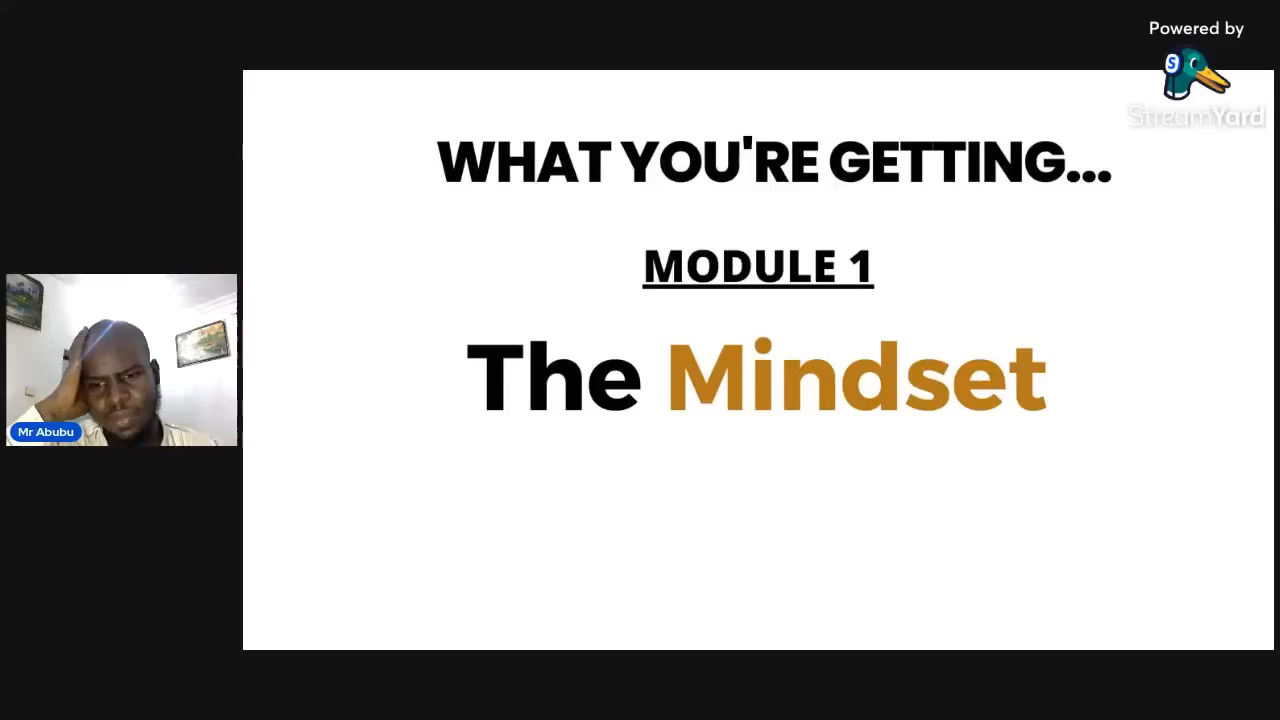 Powered by
S
StreamYard
WHAT YOU'RE GETTING...
MODULE 1
The Mindset
Mr Abubu